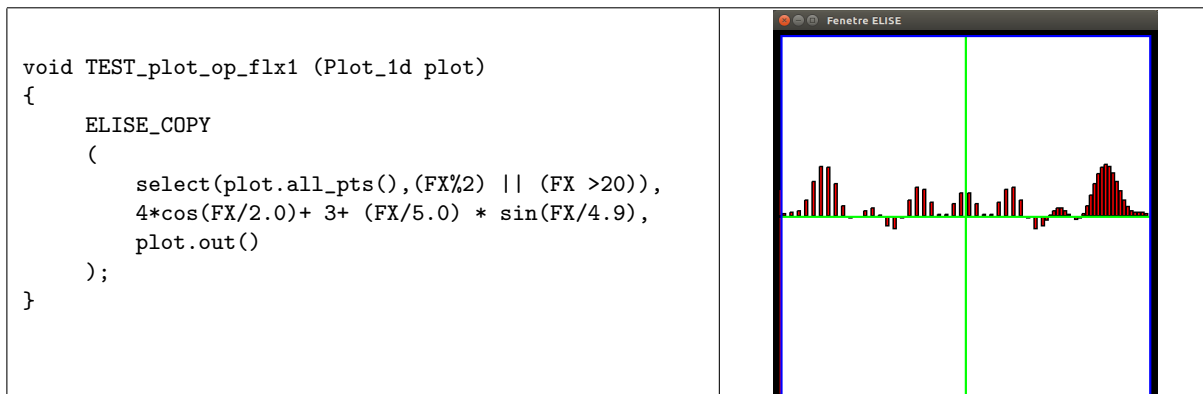 void TEST_plot_op_flx1 (Plot_1d plot)
{
ELISE_COPY
(
select(plot.all_pts(),(FX%2) || (FX >20)),
4*cos(FX/2.0)+ 3+ (FX/5.0) * sin(FX/4.9),
plot.out()
);
}
Fenetre ELISE